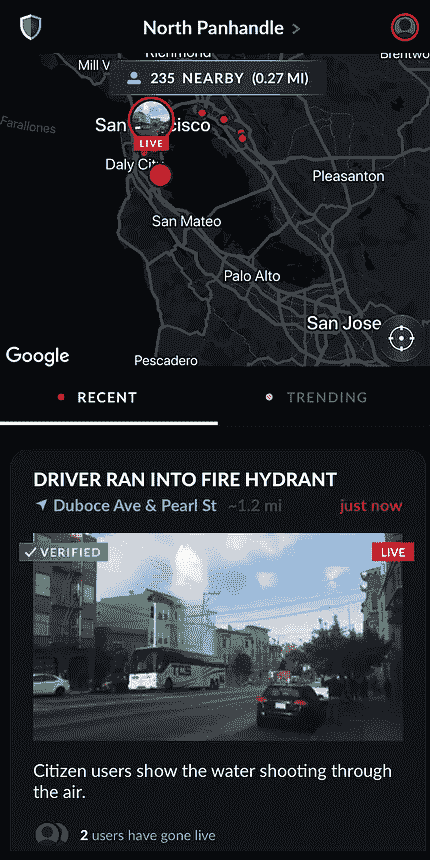 North Panhandle >
Richmond
Brentwo
Mill V
235 NEARBY (0.27 MI)
Farallones
San cisco
LIVE
Daly Cit
Pleasanton
San Mateo
Palo Alto
San Jose
Google
Pescadero
RECENT
TRENDING
DRIVER RAN INTO FIRE HYDRANT
Duboce Ave & Pearl St ~1.2 mi just now
✓ VERIFIED
LIVE
Citizen users show the water shooting through
the air.
2 users have gone live